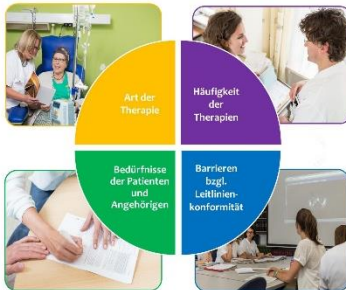 Art der
Therapie
Häufigkeit
der
Therapien
Bedürfnisse
der Patienten
und
Angehörigen
Barrieren
bzgl.
Leitlinien-
konformität